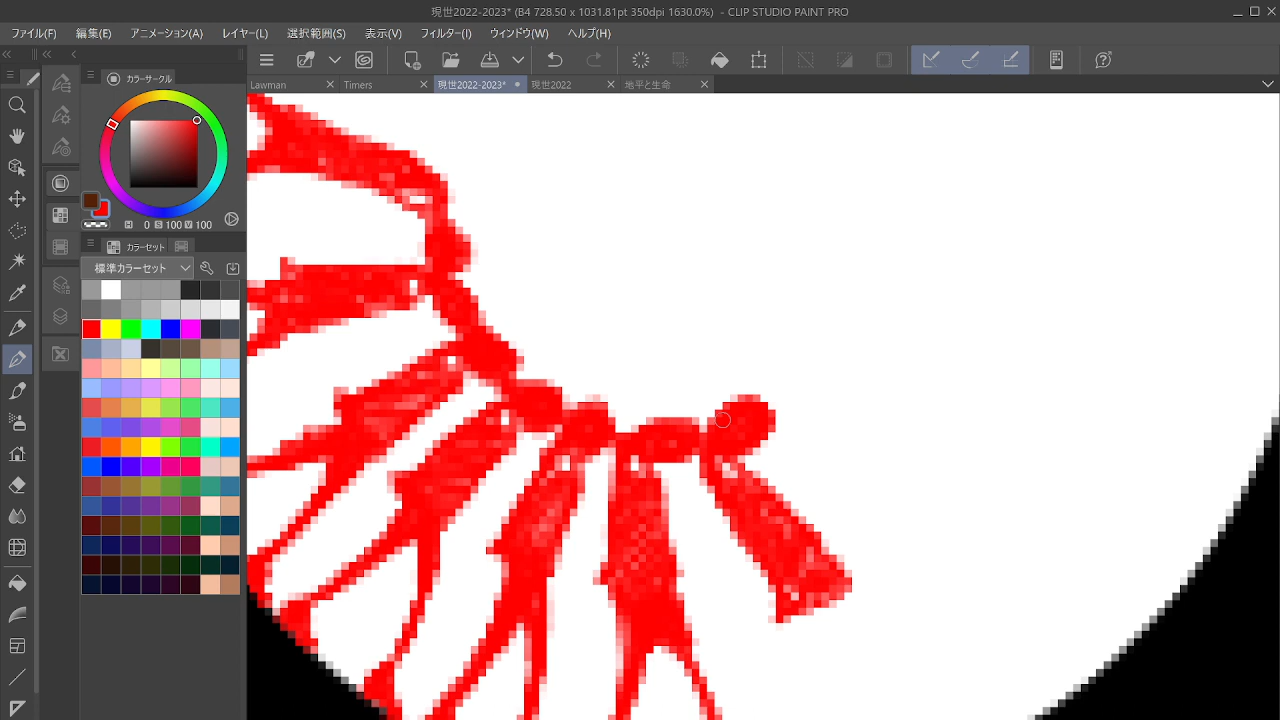 現世2022-2023* (B4 728.50 x 1031.81pt 350dpi 1630.0%) - CLIP STUDIO PAINT PRO
ファイル(F) 編集(E) アニメーション(A) レイヤー(L) 選択範囲(S) 表示(V) フィルター(I) ウィンドウ(W) ヘルプ(H)
Lawman Timers 現世2022-2023* 現世2022 地平と生命
カラーサークル
H 0 S 100 V 100
カラーセット
標準カラーセット